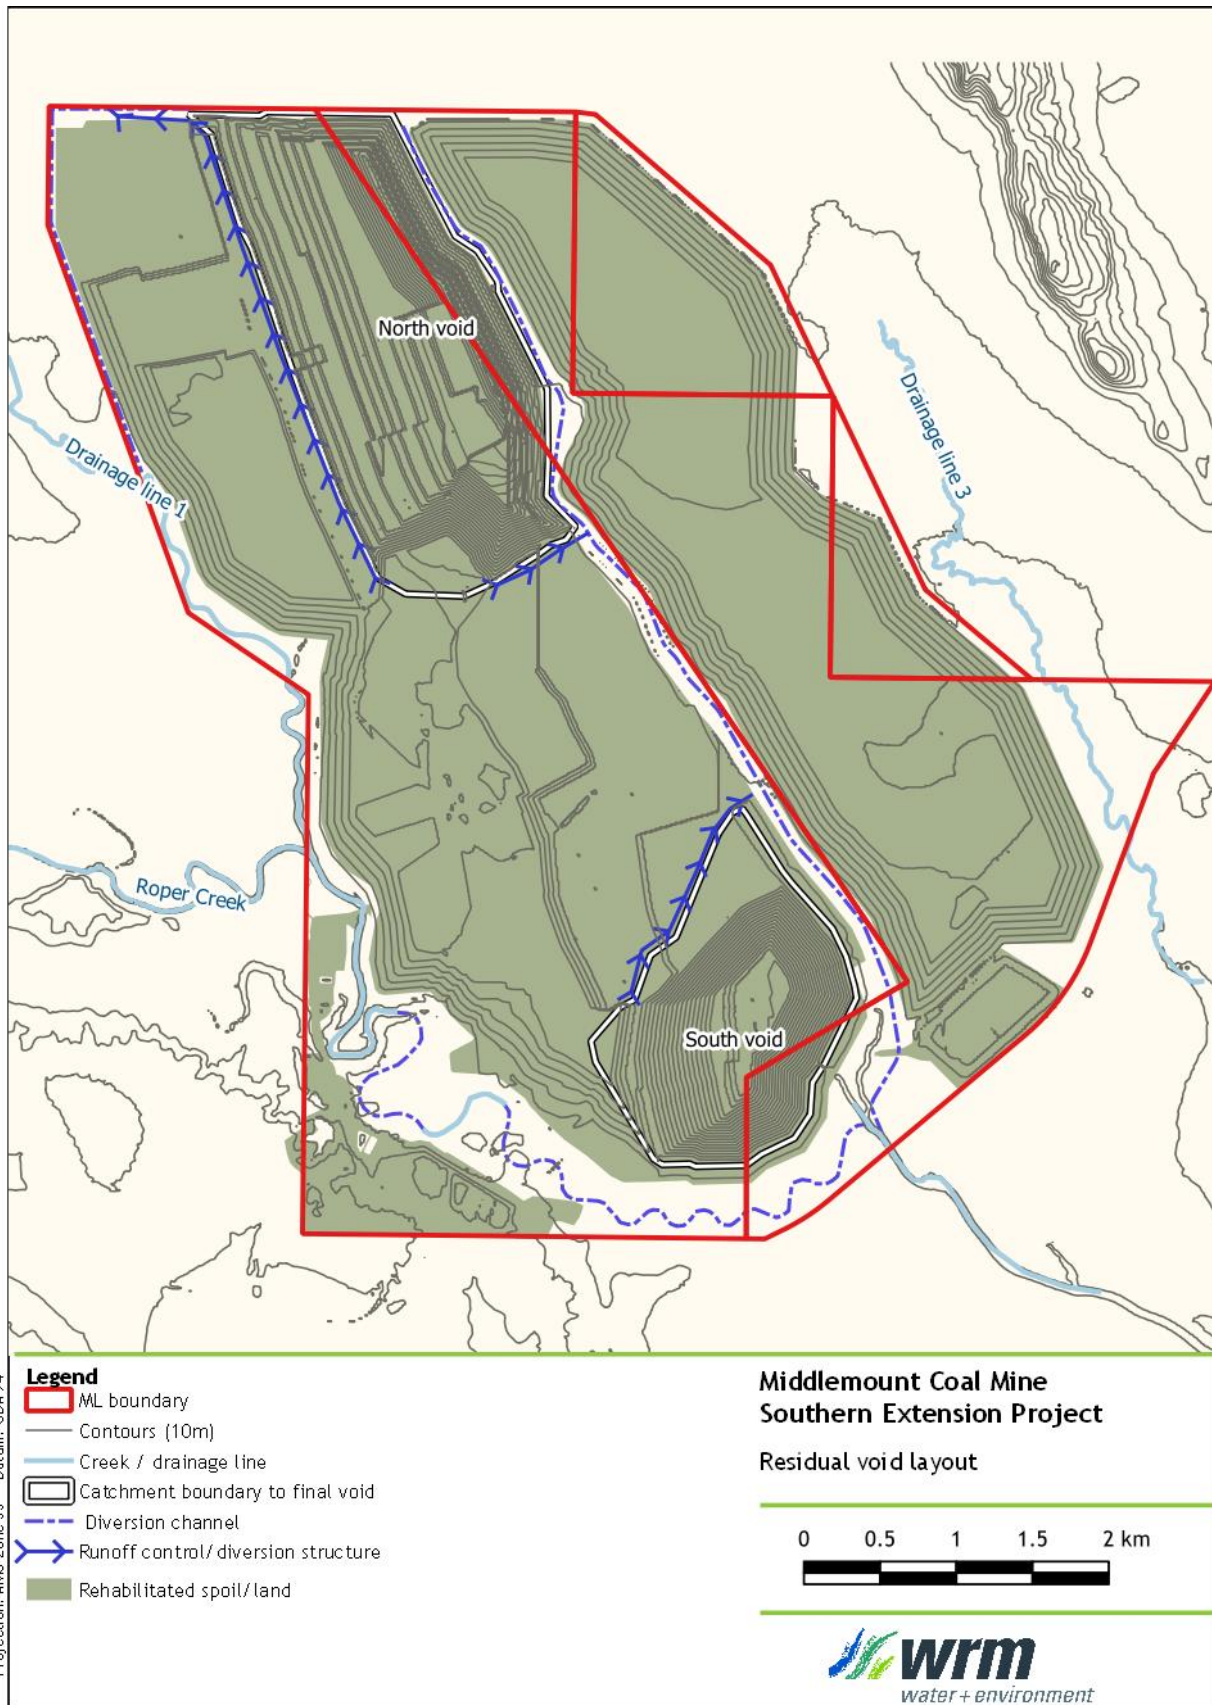 North void
Drainage line 1
Drainage line 3
Roper Creek
South void
Legend
ML boundary
Contours (10m)
Creek / drainage line
Catchment boundary to final void
Diversion channel
Runoff control/diversion structure
Rehabilitated spoil/land
Middlemount Coal Mine
Southern Extension Project
Residual void layout
0 0.5 1 1.5 2 km
wrm
water + environment